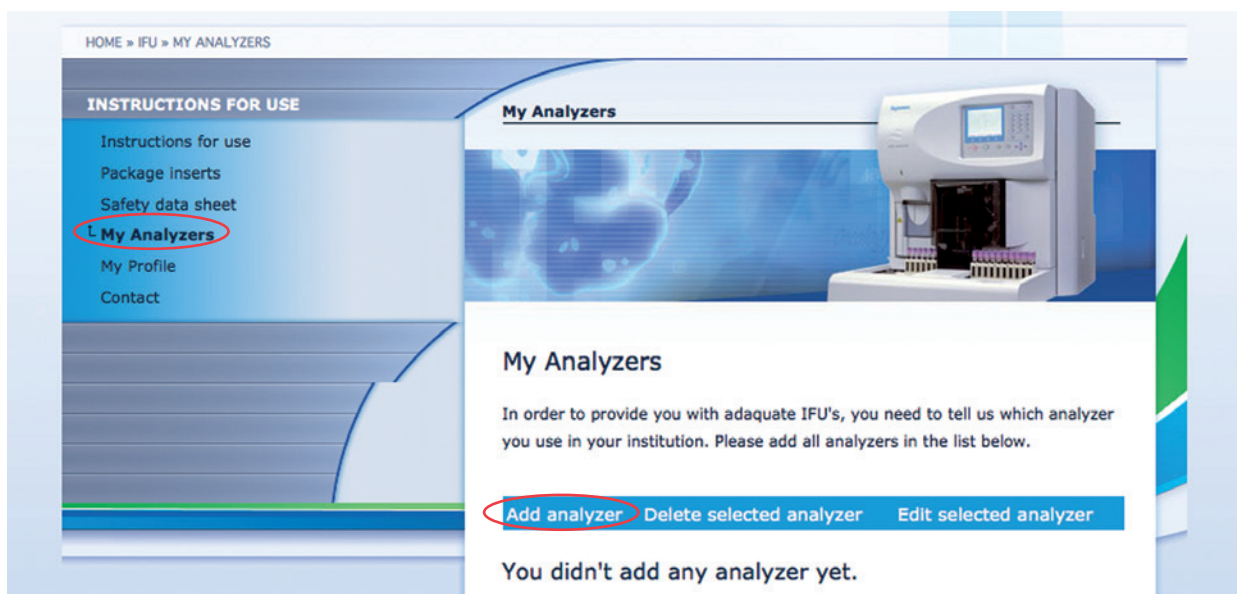 HOME » IFU » MY ANALYZERS
INSTRUCTIONS FOR USE
Instructions for use
Package inserts
Safety data sheet
My Analyzers
My Profile
Contact
My Analyzers
My Analyzers
In order to provide you with adaquate IFU's, you need to tell us which analyzer
you use in your institution. Please add all analyzers in the list below.
Add analyzer Delete selected analyzer Edit selected analyzer
You didn't add any analyzer yet.